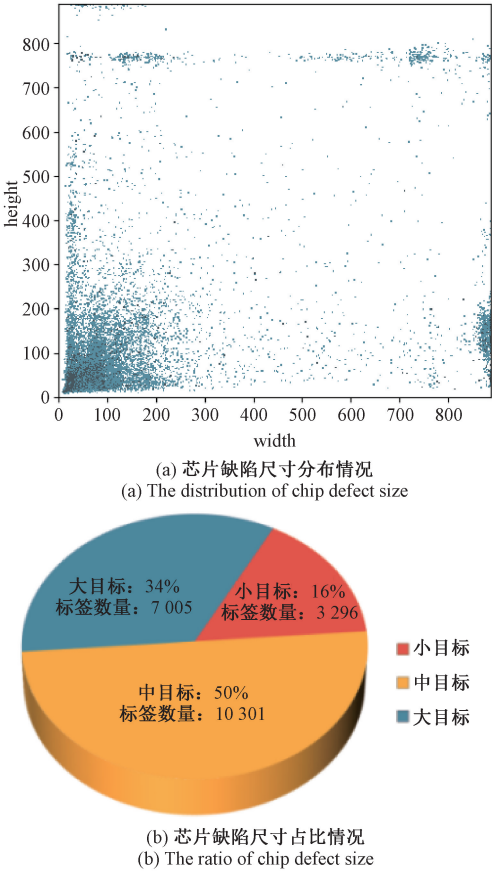 800
700
600
500
400
300
200
100
0
height
0 100 200 300 400 500 600 700 800
width
(a) 芯片缺陷尺寸分布情况
(a) The distribution of chip defect size
大目标：34%
标签数量：7 005
小目标：16%
标签数量：3 296
中目标：50%
标签数量：10 301
小目标
中目标
大目标
(b) 芯片缺陷尺寸占比情况
(b) The ratio of chip defect size